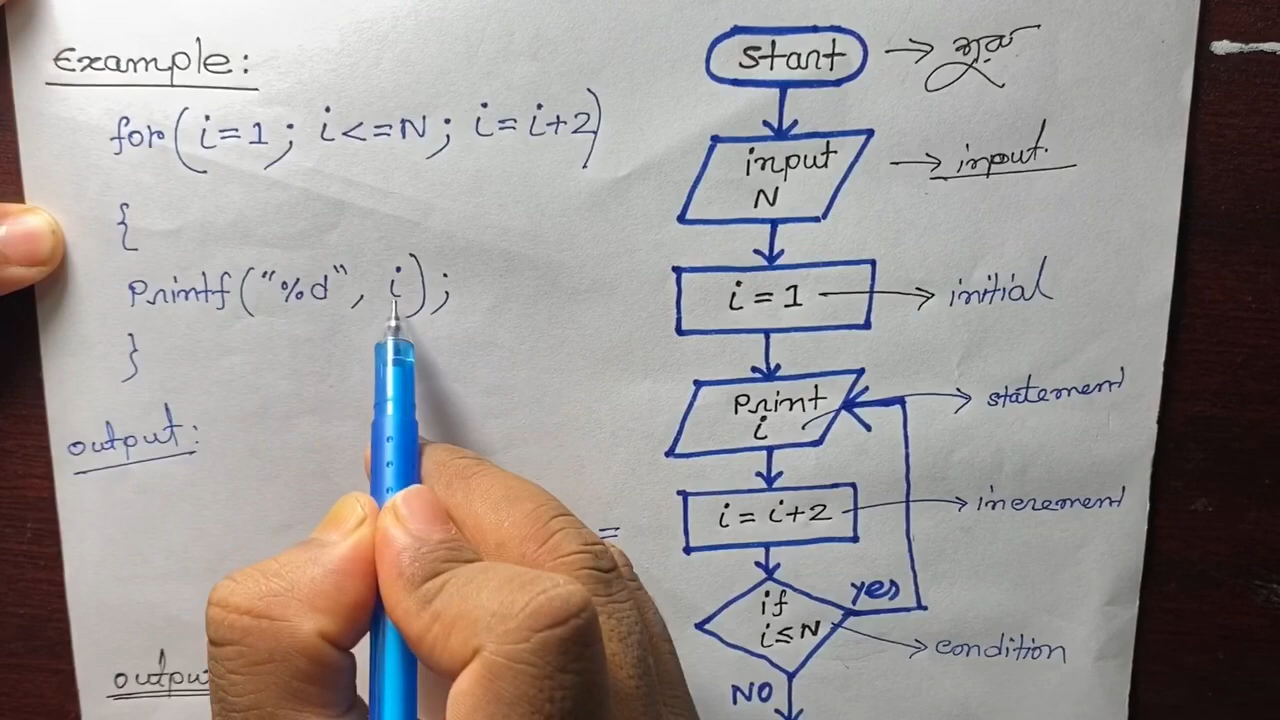 Example:
for(i=1; i<=N; i=i+2)
{
printf("%d", i);
}
output:
=
outpu
start → শুরু
input
N
→ input.
i=1 → initial
print
i
→ statement
i=i+2 → increment
if
i≤N
yes
→ condition
NO